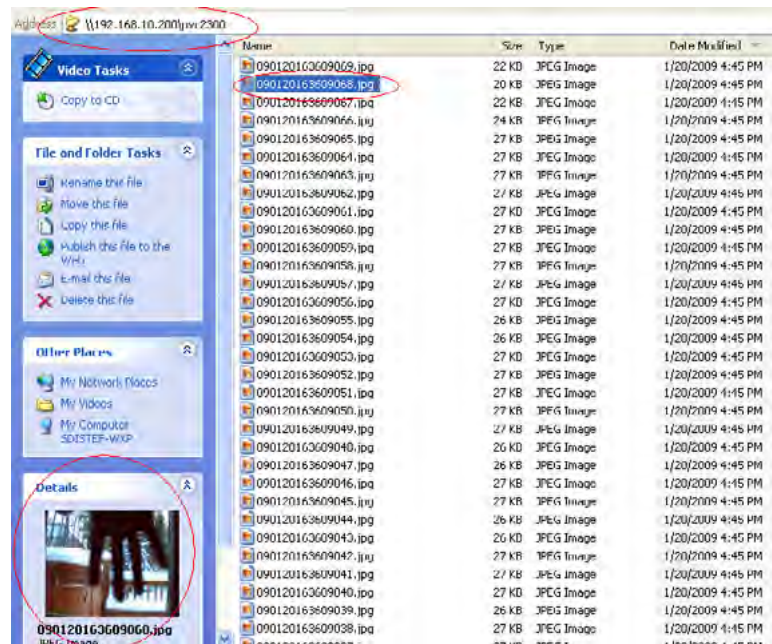 Address \\192.168.10.200\pvc2300
Video Tasks
Copy to CD
File and Folder Tasks
Rename this file
Move this file
Copy this file
Publish this file to the
Web
E-mail this file
Delete this file
Other Places
My Network Places
My Videos
My Computer
SDISTEF-WXP
Details
090120163609068.jpg
JPEG Image
Name Size Type Date Modified
090120163609069.jpg 22 KB JPEG Image 1/20/2009 4:45 PM
090120163609068.jpg 20 KB JPEG Image 1/20/2009 4:45 PM
090120163609067.jpg 22 KB JPEG Image 1/20/2009 4:45 PM
090120163609066.jpg 24 KB JPEG Image 1/20/2009 4:45 PM
090120163609065.jpg 27 KB JPEG Image 1/20/2009 4:45 PM
090120163609064.jpg 27 KB JPEG Image 1/20/2009 4:45 PM
090120163609063.jpg 27 KB JPEG Image 1/20/2009 4:45 PM
090120163609062.jpg 27 KB JPEG Image 1/20/2009 4:45 PM
090120163609061.jpg 27 KB JPEG Image 1/20/2009 4:45 PM
090120163609060.jpg 27 KB JPEG Image 1/20/2009 4:45 PM
090120163609059.jpg 27 KB JPEG Image 1/20/2009 4:45 PM
090120163609058.jpg 27 KB JPEG Image 1/20/2009 4:45 PM
090120163609057.jpg 27 KB JPEG Image 1/20/2009 4:45 PM
090120163609056.jpg 27 KB JPEG Image 1/20/2009 4:45 PM
090120163609055.jpg 26 KB JPEG Image 1/20/2009 4:45 PM
090120163609054.jpg 26 KB JPEG Image 1/20/2009 4:45 PM
090120163609053.jpg 27 KB JPEG Image 1/20/2009 4:45 PM
090120163609052.jpg 27 KB JPEG Image 1/20/2009 4:45 PM
090120163609051.jpg 27 KB JPEG Image 1/20/2009 4:45 PM
090120163609050.jpg 27 KB JPEG Image 1/20/2009 4:45 PM
090120163609049.jpg 27 KB JPEG Image 1/20/2009 4:45 PM
090120163609048.jpg 26 KB JPEG Image 1/20/2009 4:45 PM
090120163609047.jpg 26 KB JPEG Image 1/20/2009 4:45 PM
090120163609046.jpg 27 KB JPEG Image 1/20/2009 4:45 PM
090120163609045.jpg 27 KB JPEG Image 1/20/2009 4:45 PM
090120163609044.jpg 26 KB JPEG Image 1/20/2009 4:45 PM
090120163609043.jpg 26 KB JPEG Image 1/20/2009 4:45 PM
090120163609042.jpg 27 KB JPEG Image 1/20/2009 4:45 PM
090120163609041.jpg 27 KB JPEG Image 1/20/2009 4:45 PM
090120163609040.jpg 27 KB JPEG Image 1/20/2009 4:45 PM
090120163609039.jpg 26 KB JPEG Image 1/20/2009 4:45 PM
090120163609038.jpg 27 KB JPEG Image 1/20/2009 4:45 PM